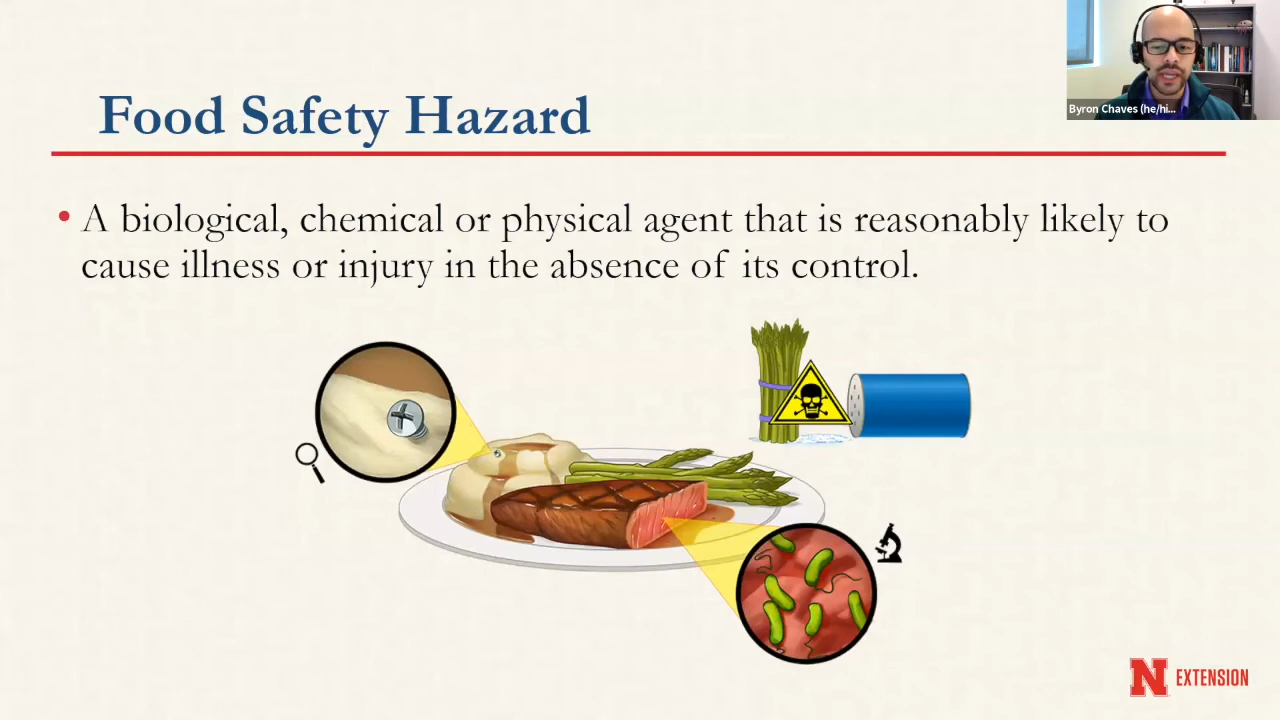 Byron Chaves (he/hi...
Food Safety Hazard
• A biological, chemical or physical agent that is reasonably likely to
cause illness or injury in the absence of its control.
N EXTENSION